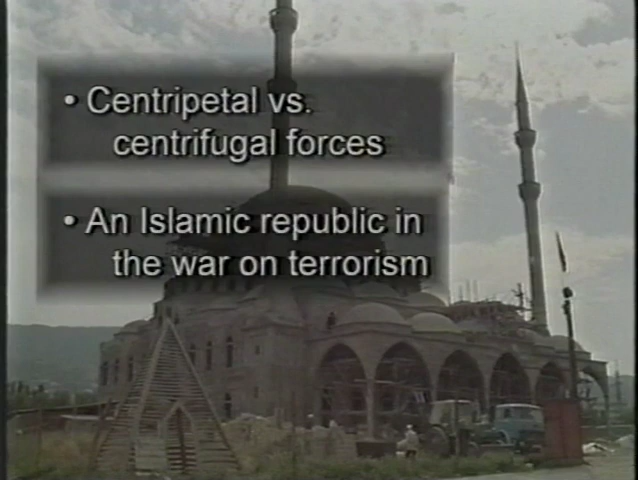 • Centripetal vs.
centrifugal forces
• An Islamic republic in
the war on terrorism